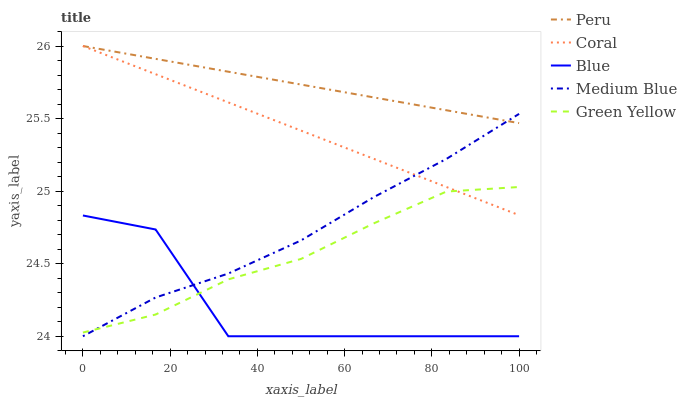 title
Peru
Coral
Blue
Medium Blue
Green Yellow
yaxis_label
26
25.5
25
24.5
24
0 20 40 60 80 100
xaxis_label